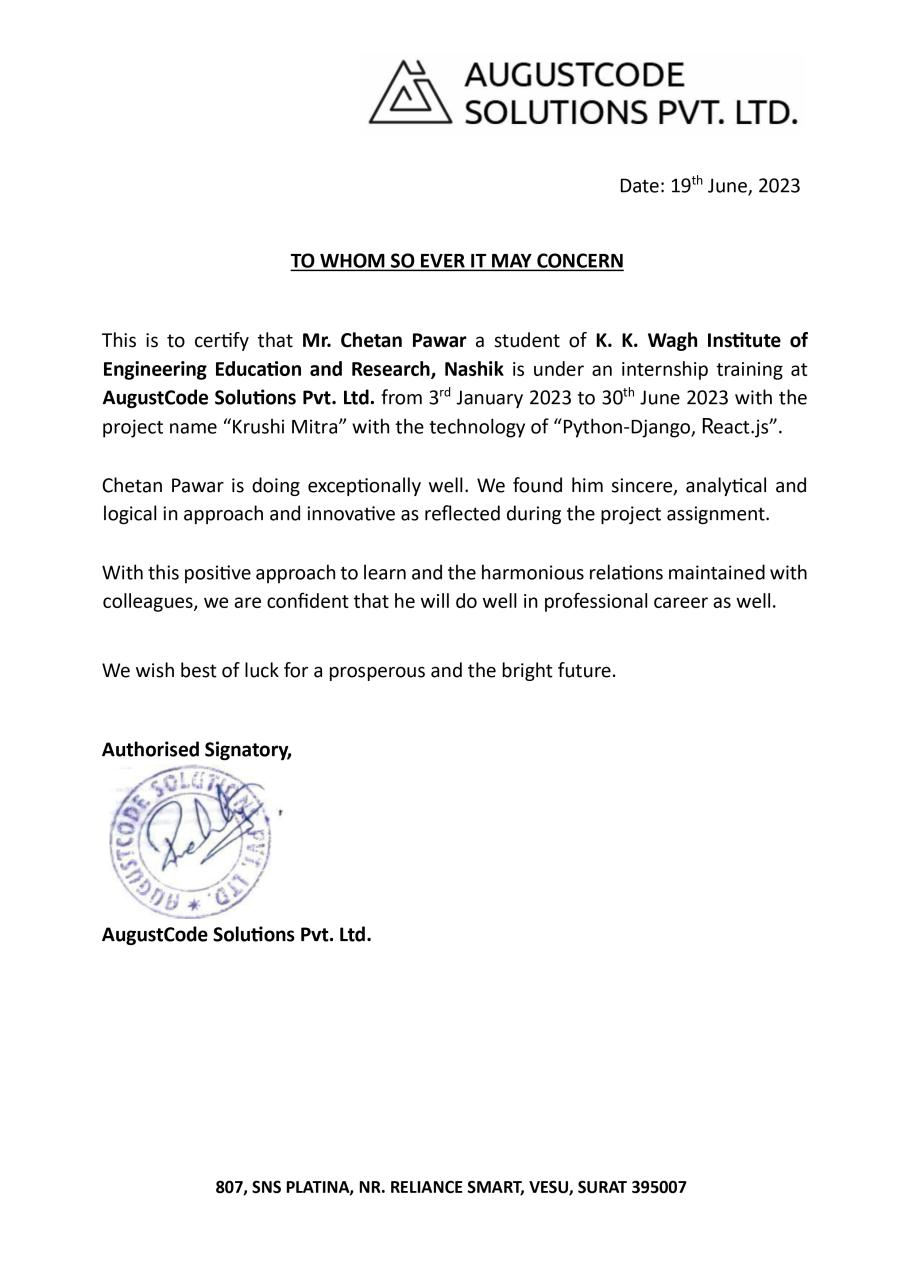 AUGUSTCODE
SOLUTIONS PVT. LTD.
Date: 19th June, 2023
TO WHOM SO EVER IT MAY CONCERN
This is to certify that Mr. Chetan Pawar a student of K. K. Wagh Institute of
Engineering Education and Research, Nashik is under an internship training at
AugustCode Solutions Pvt. Ltd. from 3rd January 2023 to 30th June 2023 with the
project name “Krushi Mitra” with the technology of “Python-Django, React.js”.
Chetan Pawar is doing exceptionally well. We found him sincere, analytical and
logical in approach and innovative as reflected during the project assignment.
With this positive approach to learn and the harmonious relations maintained with
colleagues, we are confident that he will do well in professional career as well.
We wish best of luck for a prosperous and the bright future.
Authorised Signatory,
AUGUSTCODE SOLUTIONS PVT. LTD.
AugustCode Solutions Pvt. Ltd.
807, SNS PLATINA, NR. RELIANCE SMART, VESU, SURAT 395007